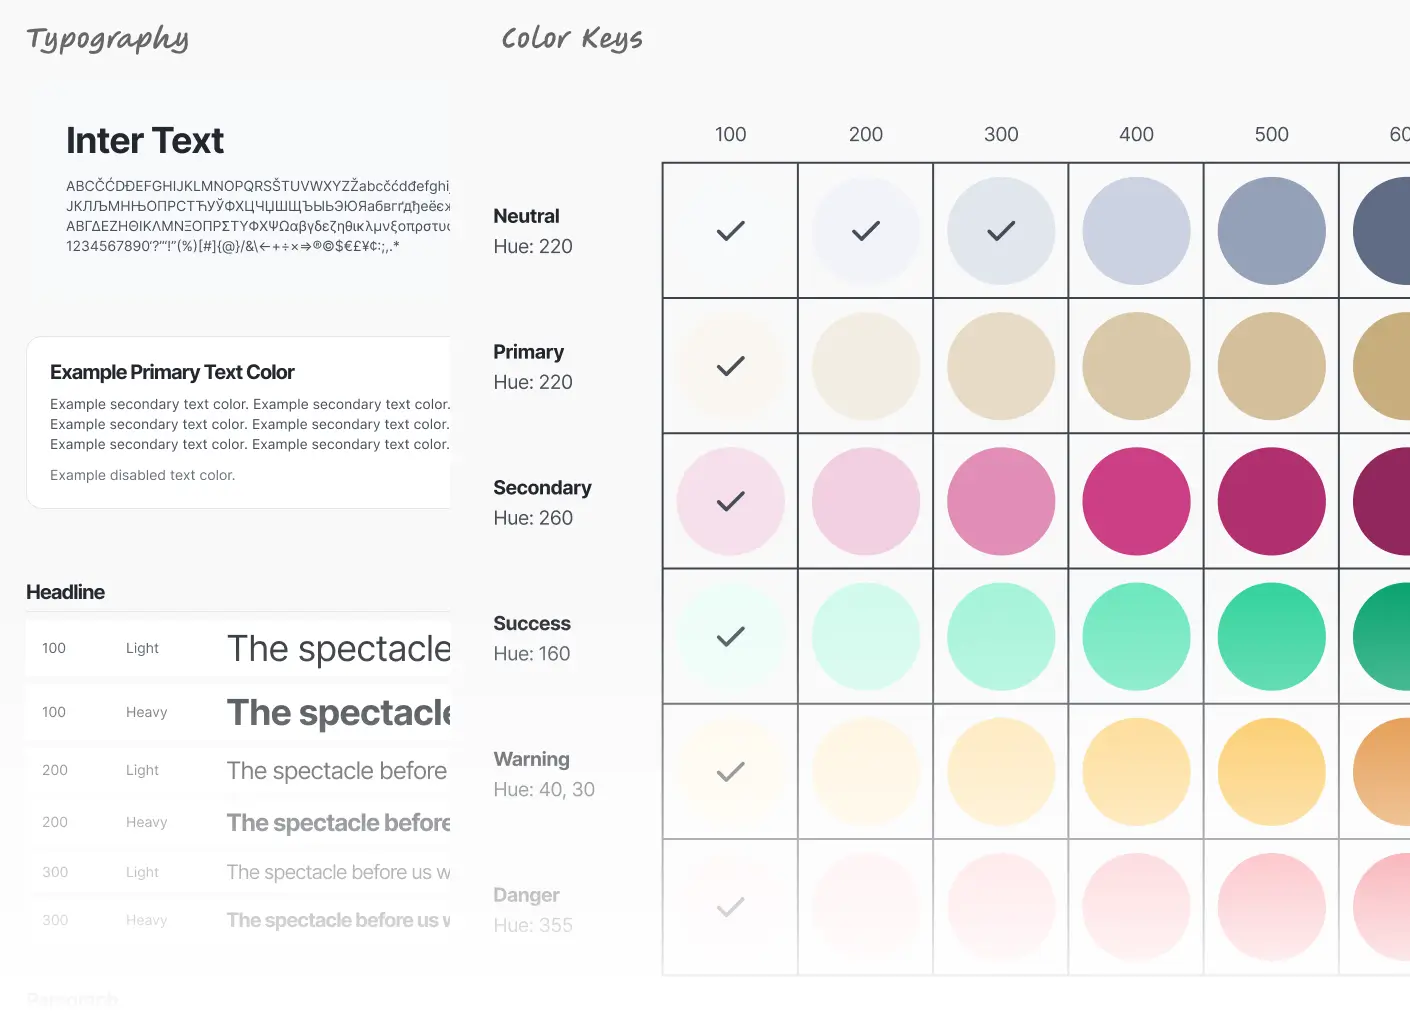 Typography
Inter Text
ABCČĆDĐEFGHIJKLMNOPQRSŠTUVWXYZŽabcčćdđefghij
ЈКЛЉМНЊОПРСТЋУЎФХЦЧЏШЩЪЫЬЭЮЯабвгґдђеёєж
ΑΒΓΔΕΖΗΘΙΚΛΜΝΞΟΠΡΣΤΥΦΧΨΩαβγδεζηθικλμνξοπρστυ
1234567890‘?’“!”(%)[#]{@}/&\<-+÷×=>®©$€£¥¢:;,.*
Example Primary Text Color
Example secondary text color. Example secondary text color.
Example secondary text color. Example secondary text color.
Example secondary text color. Example secondary text color.
Example disabled text color.
Headline
100 Light The spectacle
100 Heavy The spectacle
200 Light The spectacle before
200 Heavy The spectacle before
300 Light The spectacle before us w
300 Heavy The spectacle before us w
Paragraph
Color Keys
100 200 300 400 500 60
Neutral
Hue: 220
Primary
Hue: 220
Secondary
Hue: 260
Success
Hue: 160
Warning
Hue: 40, 30
Danger
Hue: 355